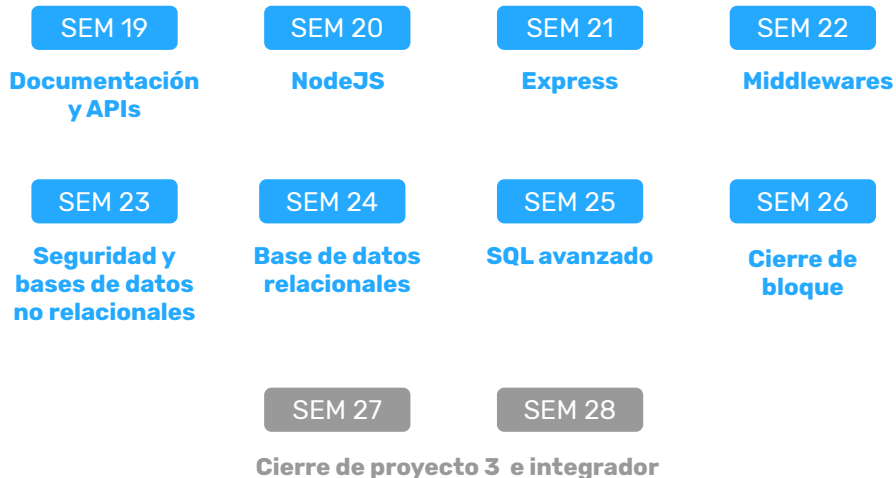 SEM 19
SEM 20
SEM 21
SEM 22
Documentación
y APIs
NodeJS
Express
Middlewares
SEM 23
SEM 24
SEM 25
SEM 26
Seguridad y
bases de datos
no relacionales
Base de datos
relacionales
SQL avanzado
Cierre de
bloque
SEM 27
SEM 28
Cierre de proyecto 3 e integrador